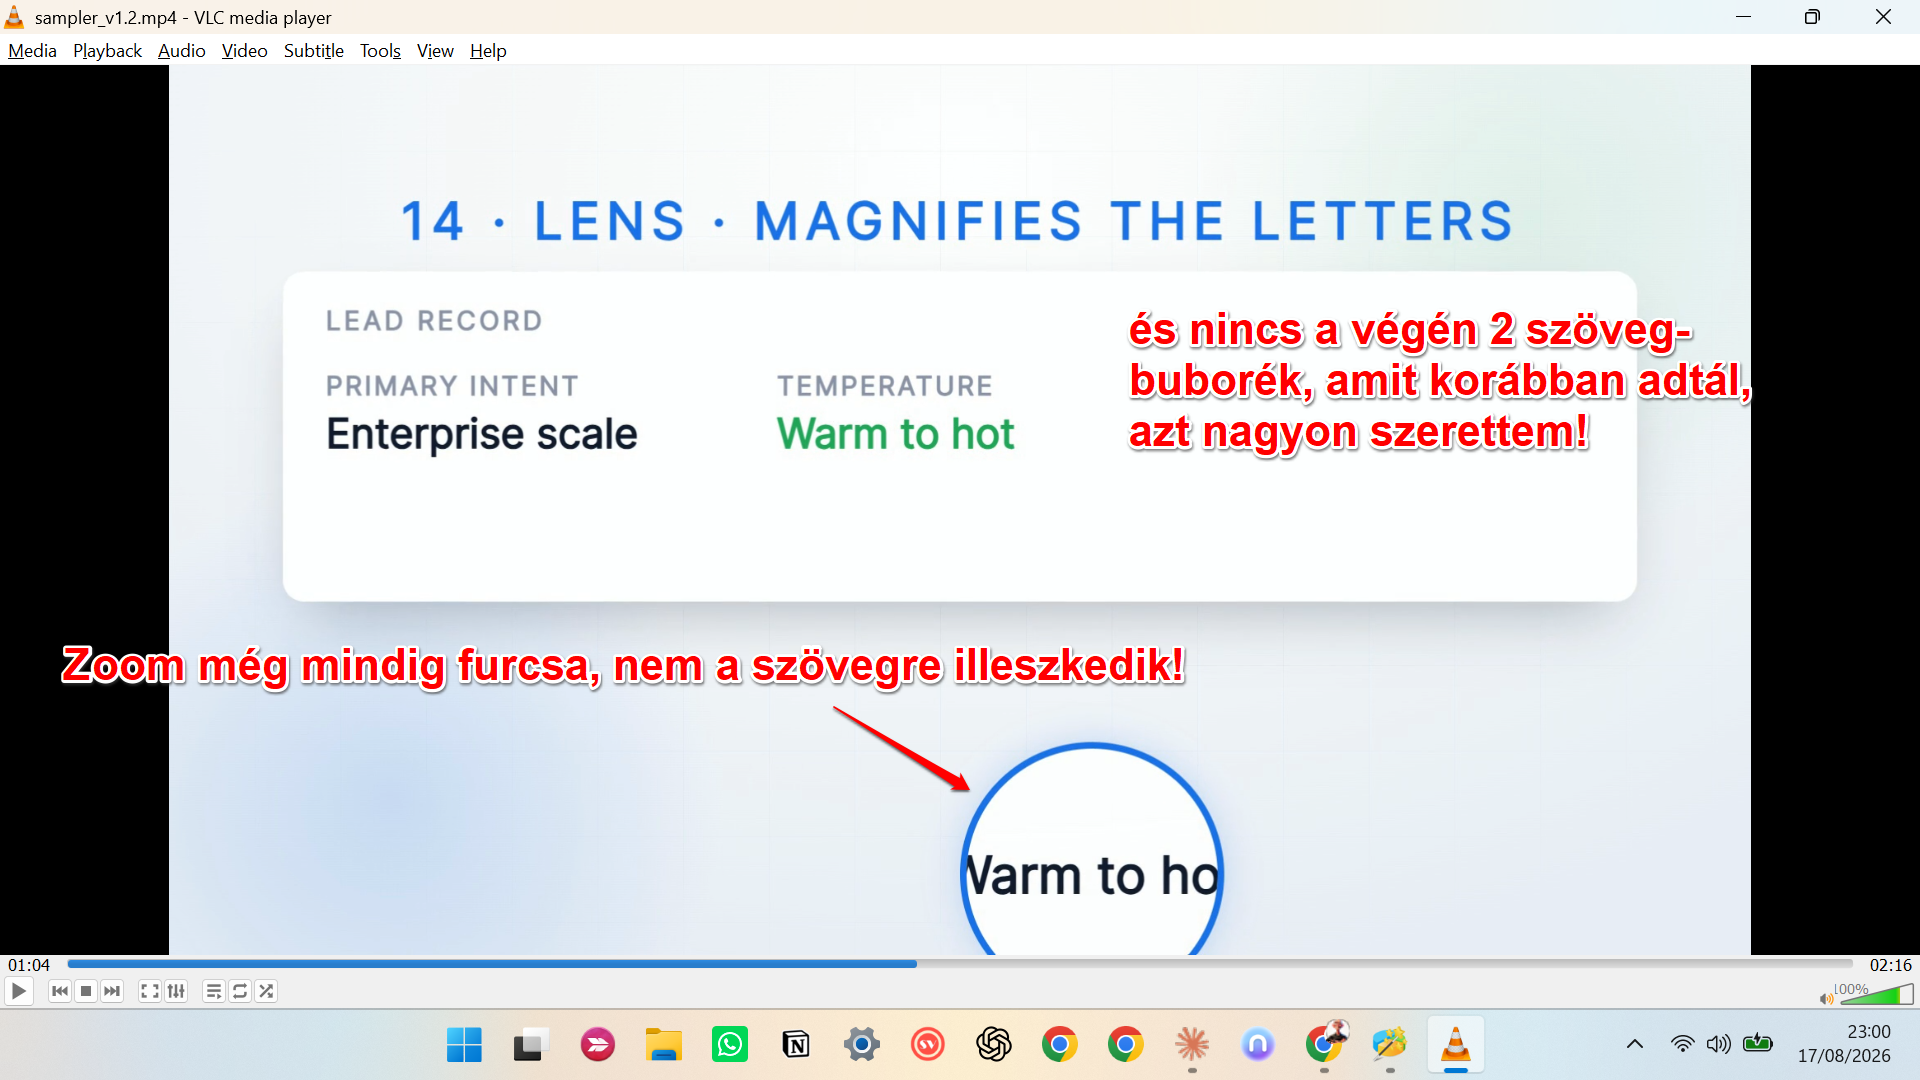 sampler_v1.2.mp4 - VLC media player
Media Playback Audio Video Subtitle Tools View Help
14 · LENS · MAGNIFIES THE LETTERS
LEAD RECORD
PRIMARY INTENT
Enterprise scale
TEMPERATURE
Warm to hot
és nincs a végén 2 szöveg-
buborék, amit korábban adtál,
azt nagyon szerettem!
Zoom még mindig furcsa, nem a szövegre illeszkedik!
Warm to ho
01:04
02:16
100%
23:00
17/08/2026